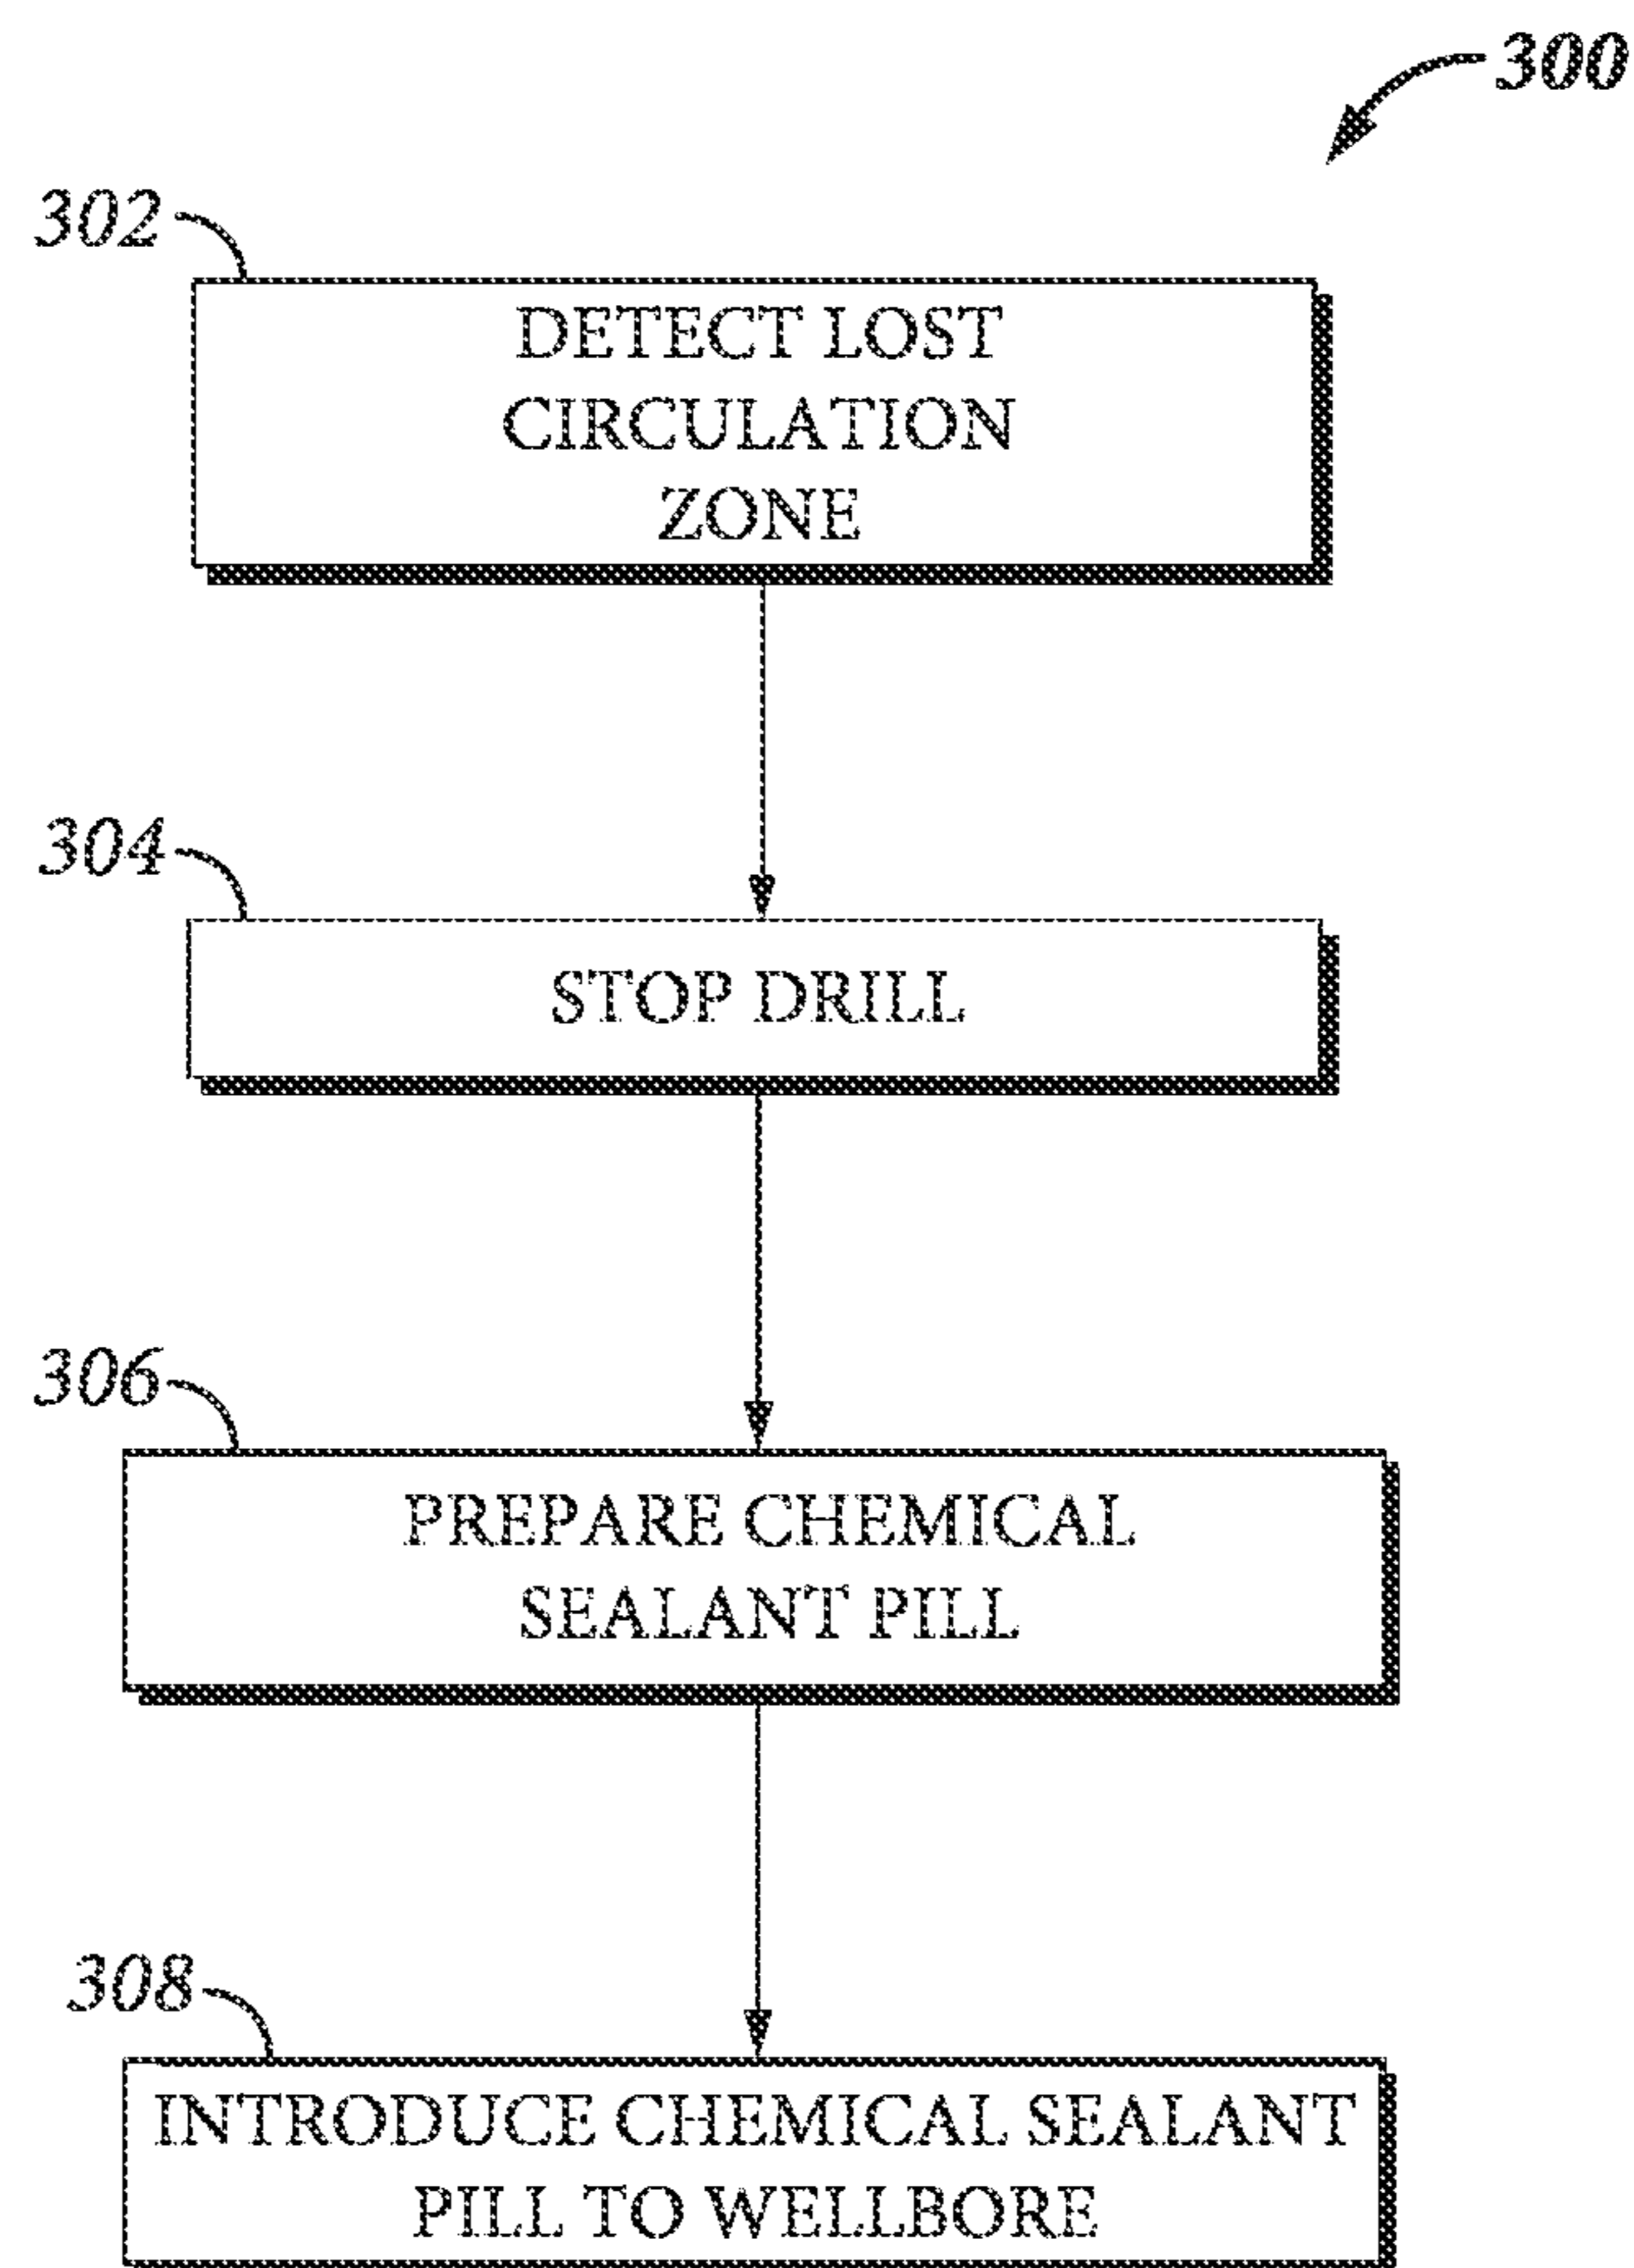 300
302
DETECT LOST
CIRCULATION
ZONE
304
STOP DRILL
306
PREPARE CHEMICAL
SEALANT PILL
308
INTRODUCE CHEMICAL SEALANT
PILL TO WELLBORE